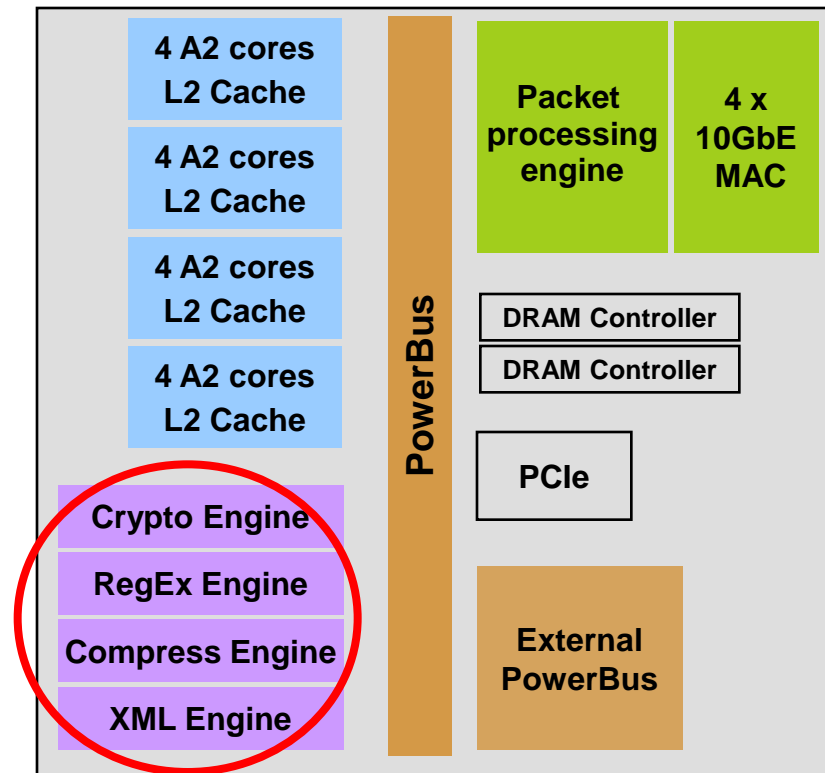 4 A2 cores
L2 Cache
4 A2 cores
L2 Cache
4 A2 cores
L2 Cache
4 A2 cores
L2 Cache
Crypto Engine
RegEx Engine
Compress Engine
XML Engine
PowerBus
Packet
processing
engine
4 x
10GbE
MAC
DRAM Controller
DRAM Controller
PCIe
External
PowerBus